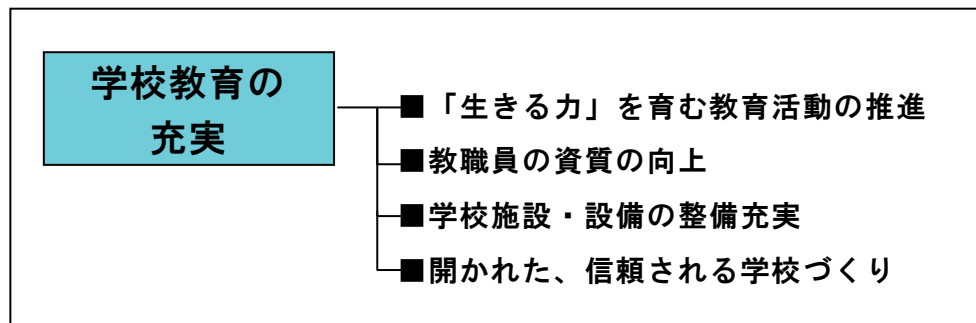 学校教育の
充実
■「生きる力」を育む教育活動の推進
■教職員の資質の向上
■学校施設・設備の整備充実
■開かれた、信頼される学校づくり